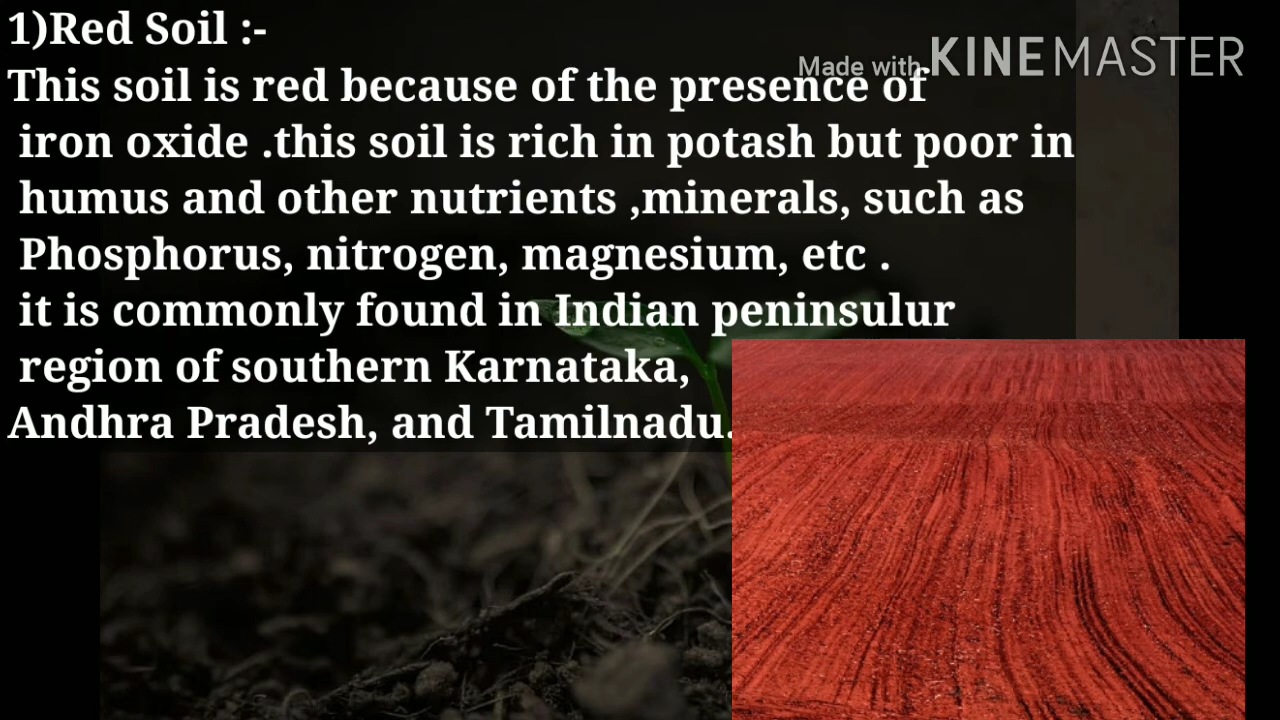 1)Red Soil :-
Made with KINEMASTER
This soil is red because of the presence of
iron oxide .this soil is rich in potash but poor in
humus and other nutrients ,minerals, such as
Phosphorus, nitrogen, magnesium, etc .
it is commonly found in Indian peninsulur
region of southern Karnataka,
Andhra Pradesh, and Tamilnadu.